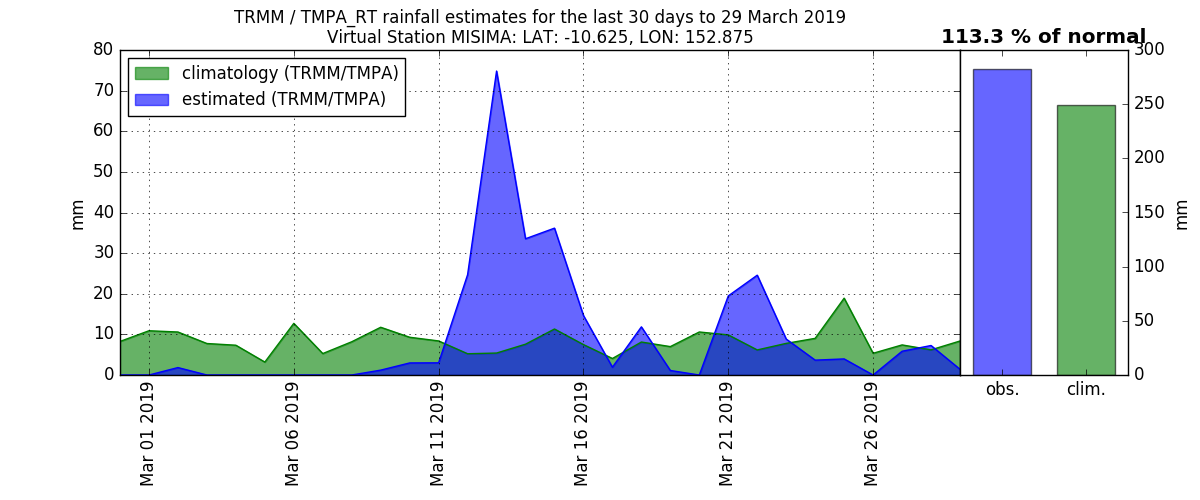 TRMM / TMPA_RT rainfall estimates for the last 30 days to 29 March 2019
Virtual Station MISIMA: LAT: -10.625, LON: 152.875
113.3 % of normal
climatology (TRMM/TMPA)
estimated (TRMM/TMPA)
80
70
60
50
40
30
20
10
0
mm
Mar 01 2019
Mar 06 2019
Mar 11 2019
Mar 16 2019
Mar 21 2019
Mar 26 2019
300
250
200
150
100
50
0
mm
obs.
clim.